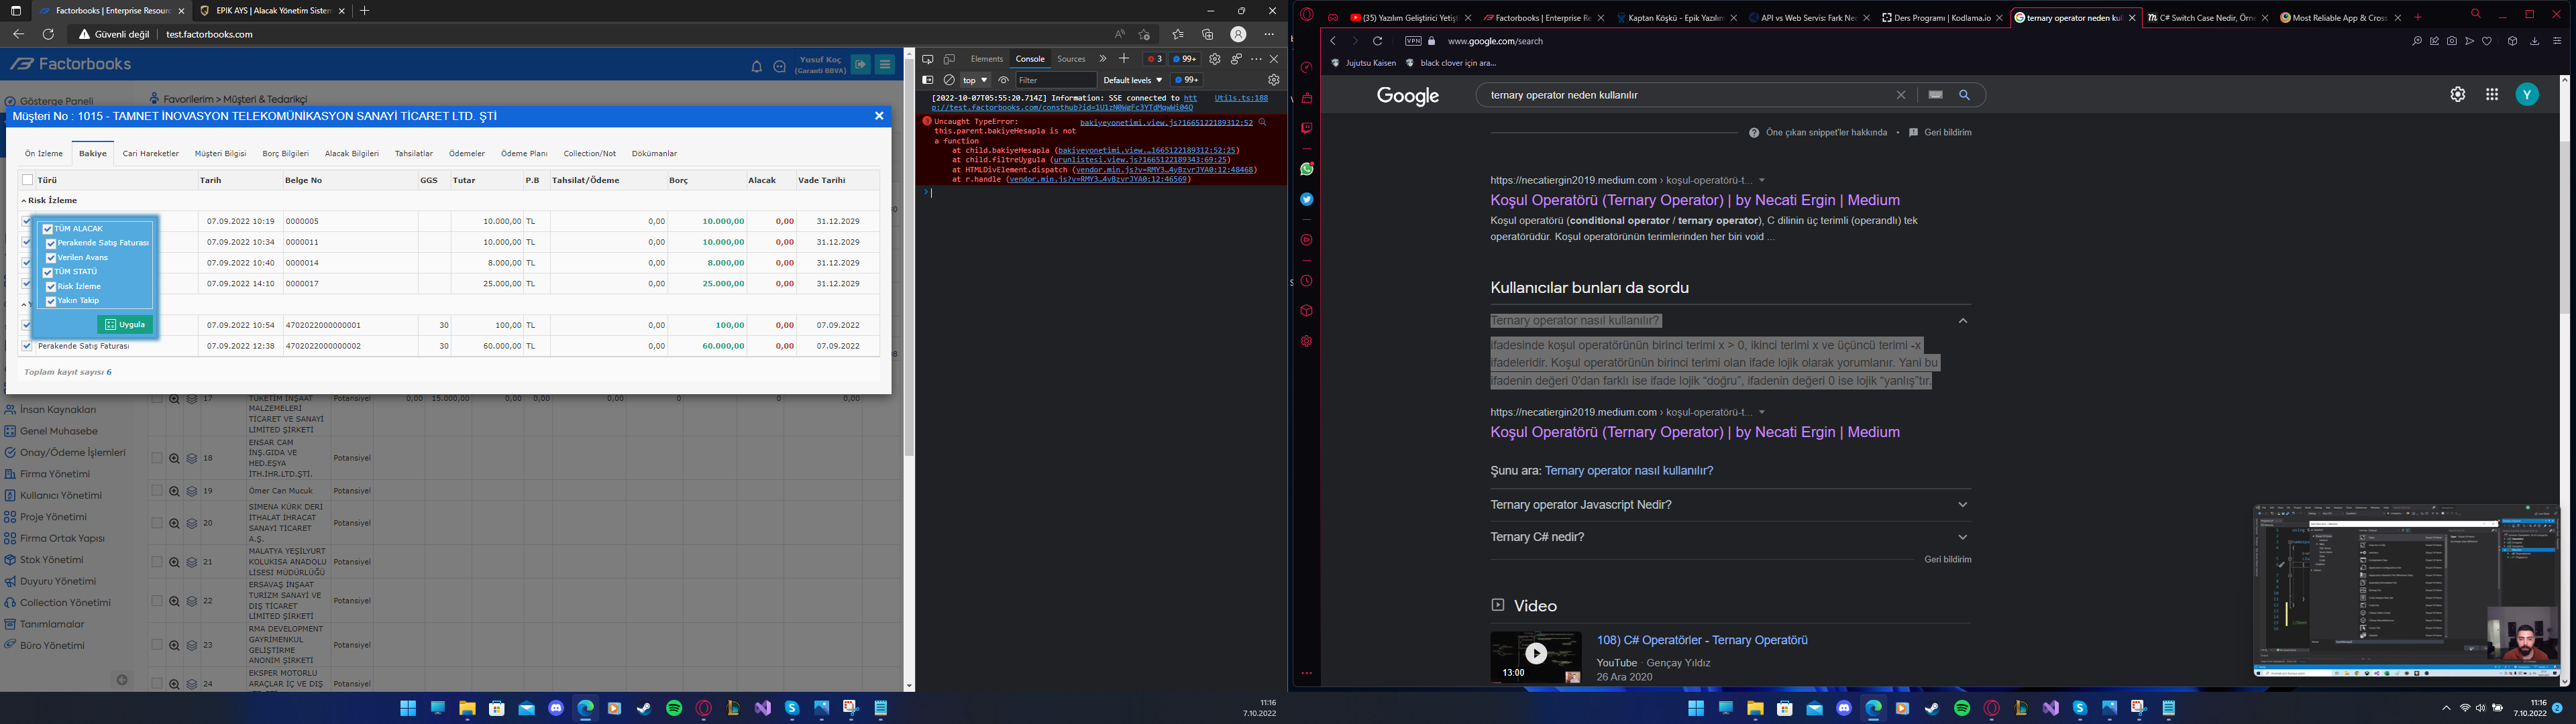 Factorbooks | Enterprise Resourc
EPIK AYS | Alacak Yönetim Sistem
Güvenli değil
test.factorbooks.com
Factorbooks
Yusuf Koç
(Garanti BBVA)
Gösterge Paneli
Favorilerim > Müşteri & Tedarikçi
Müşteri No : 1015 - TAMNET İNOVASYON TELEKOMÜNİKASYON SANAYİ TİCARET LTD. ŞTİ
Ön İzleme Bakiye Cari Hareketler Müşteri Bilgisi Borç Bilgileri Alacak Bilgileri Tahsilatlar Ödemeler Ödeme Planı Collection/Not Dökümanlar
Türü Tarih Belge No GGS Tutar P.B Tahsilat/Ödeme Borç Alacak Vade Tarihi
Risk İzleme
07.09.2022 10:19 0000005 10.000,00 TL 0,00 10.000,00 0,00 31.12.2029
07.09.2022 10:34 0000011 10.000,00 TL 0,00 10.000,00 0,00 31.12.2029
07.09.2022 10:40 0000014 8.000,00 TL 0,00 8.000,00 0,00 31.12.2029
07.09.2022 14:10 0000017 25.000,00 TL 0,00 25.000,00 0,00 31.12.2029
07.09.2022 10:54 4702022000000001 30 100,00 TL 0,00 100,00 0,00 07.09.2022
Perakende Satış Faturası 07.09.2022 12:38 4702022000000002 30 60.000,00 TL 0,00 60.000,00 0,00 07.09.2022
Toplam kayıt sayısı 6
TÜM ALACAK
Perakende Satış Faturası
Verilen Avans
TÜM STATÜ
Risk İzleme
Yakın Takip
Uygula
İnsan Kaynakları
Genel Muhasebe
Onay/Ödeme İşlemleri
Firma Yönetimi
Kullanıcı Yönetimi
Proje Yönetimi
Firma Ortak Yapısı
Stok Yönetimi
Duyuru Yönetimi
Collection Yönetimi
Tanımlamalar
Büro Yönetimi
17 TÜKETİM İNŞAAT MALZEMELERİ TİCARET VE SANAYİ LİMİTED ŞİRKETİ Potansiyel 0,00 15.000,00 0,00 0,00 0,00 0 0 0,00
18 ENSAR CAM İNŞ.GIDA VE HED.EŞYA İTH.İHR.LTD.ŞTİ. Potansiyel
19 Ömer Can Mucuk Potansiyel
20 SİMENA KÜRK DERİ İTHALAT İHRACAT SANAYİ TİCARET A.Ş. Potansiyel
21 MALATYA YEŞİLYURT KOLUKISA ANADOLU LİSESİ MÜDÜRLÜĞÜ Potansiyel
22 ERSAVAŞ İNŞAAT TURİZM SANAYİ VE DIŞ TİCARET LİMİTED ŞİRKETİ Potansiyel
23 RMA DEVELOPMENT GAYRİMENKUL GELİŞTİRME ANONİM ŞİRKETİ Potansiyel
24 EKSPER MOTORLU ARAÇLAR İÇ VE DIŞ Potansiyel
Elements Console Sources 3 99+
top Filter Default levels 99+
[2022-10-07T05:55:20.714Z] Information: SSE connected to htt Utils.ts:188
p://test.factorbooks.com/consthub?id=1U1zN0WgFc3YTdMqwWi04Q
3 Uncaught TypeError: bakiyeyonetimi.view.js?1665122189312:52
this.parent.bakiyeHesapla is not
a function
at child.bakiyeHesapla (bakiyeyonetimi.view.…1665122189312:52:25)
at child.filtreUygula (urunlistesi.view.js?1665122189343:69:25)
at HTMLDivElement.dispatch (vendor.min.js?v=RMY3…4vBzvrJYA0:12:48468)
at r.handle (vendor.min.js?v=RMY3…4vBzvrJYA0:12:46569)
11:16
7.10.2022
(35) Yazılım Geliştirici Yetişt
Factorbooks | Enterprise Re
Kaptan Köşkü - Epik Yazılım
API vs Web Servis: Fark Ned
Ders Programı | Kodlama.io
ternary operator neden kull
C# Switch Case Nedir, Örne
Most Reliable App & Cross
VPN www.google.com/search
Jujutsu Kaisen black clover için ara...
Google
ternary operator neden kullanılır
Y
Öne çıkan snippet'ler hakkında • Geri bildirim
https://necatiergin2019.medium.com › koşul-operatörü-t...
Koşul Operatörü (Ternary Operator) | by Necati Ergin | Medium
Koşul operatörü (conditional operator / ternary operator), C dilinin üç terimli (operandlı) tek
operatörüdür. Koşul operatörünün terimlerinden her biri void ...
Kullanıcılar bunları da sordu
Ternary operator nasıl kullanılır?
ifadesinde koşul operatörünün birinci terimi x > 0, ikinci terimi x ve üçüncü terimi -x
ifadeleridir. Koşul operatörünün birinci terimi olan ifade lojik olarak yorumlanır. Yani bu
ifadenin değeri 0'dan farklı ise ifade lojik “doğru”, ifadenin değeri 0 ise lojik “yanlış”tır.
https://necatiergin2019.medium.com › koşul-operatörü-t...
Koşul Operatörü (Ternary Operator) | by Necati Ergin | Medium
Şunu ara: Ternary operator nasıl kullanılır?
Ternary operator Javascript Nedir?
Ternary C# nedir?
Geri bildirim
Video
108) C# Operatörler - Ternary Operatörü
YouTube · Gençay Yıldız
26 Ara 2020
13:00
11:16
7.10.2022
2